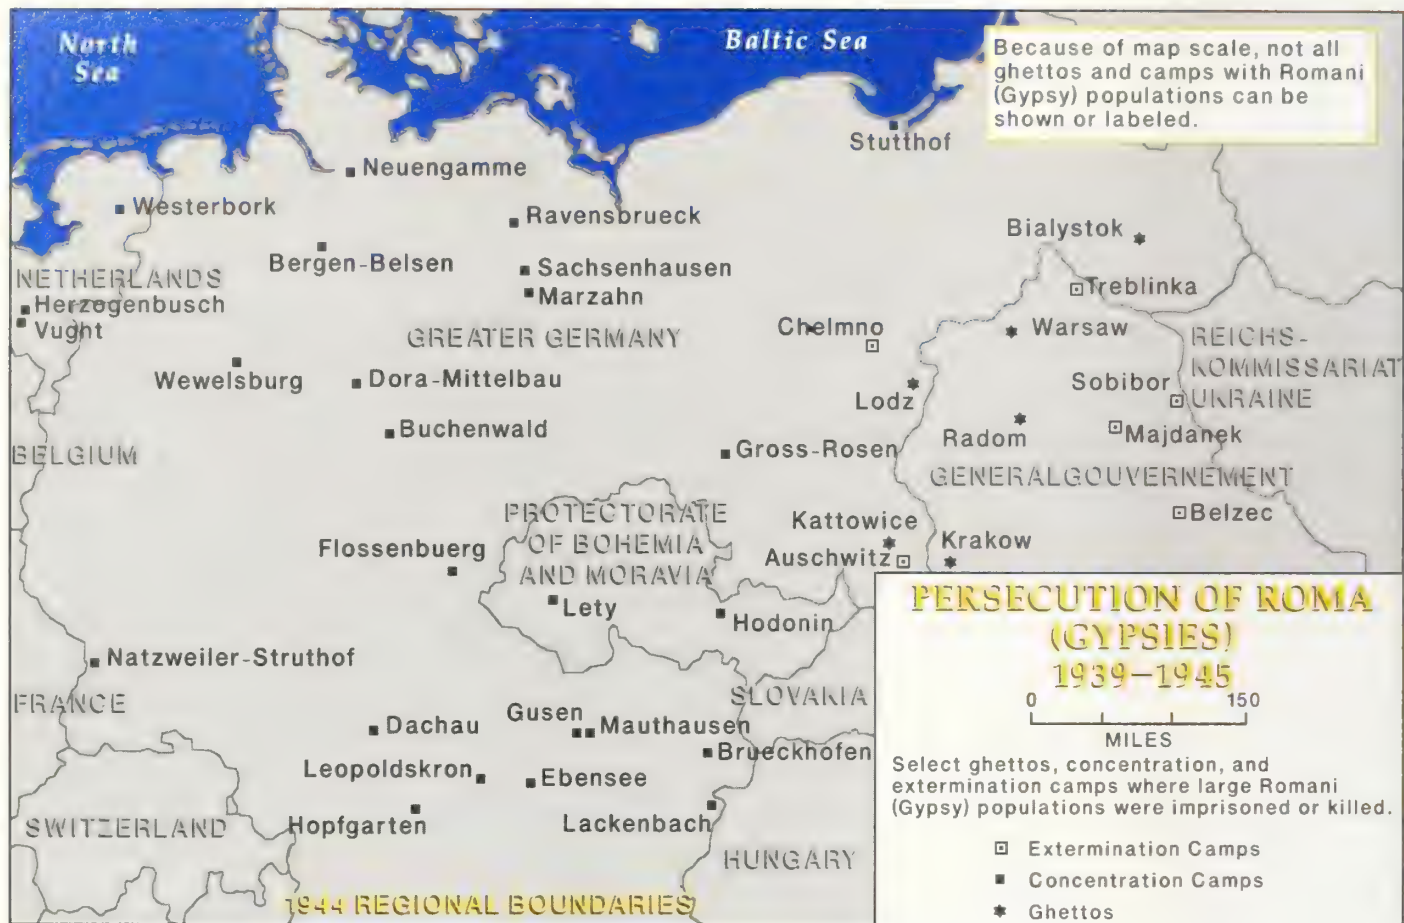 North
Sea
Baltic Sea
Because of map scale, not all
ghettos and camps with Romani
(Gypsy) populations can be
shown or labeled.
Stutthof
Neuengamme
Westerbork
Ravensbrueck
Bialystok
Bergen-Belsen
Sachsenhausen
NETHERLANDS
Treblinka
Marzahn
Herzogenbusch
Vught
Chelmno
Warsaw
GREATER GERMANY
REICHS-
KOMMISSARIAT
UKRAINE
Wewelsburg
Dora-Mittelbau
Sobibor
Lodz
Buchenwald
Radom
Majdanek
BELGIUM
Gross-Rosen
GENERALGOUVERNEMENT
PROTECTORATE
OF BOHEMIA
AND MORAVIA
Belzec
Kattowice
Krakow
Flossenbuerg
Auschwitz
Lety
Hodonin
PERSECUTION OF ROMA
(GYPSIES)
1939–1945
0 150
MILES
Natzweiler-Struthof
FRANCE
SLOVAKIA
Gusen
Dachau
Mauthausen
Brueckhofen
Leopoldskron
Ebensee
Select ghettos, concentration, and
extermination camps where large Romani
(Gypsy) populations were imprisoned or killed.
SWITZERLAND
Hopfgarten
Lackenbach
HUNGARY
Extermination Camps
Concentration Camps
Ghettos
1944 REGIONAL BOUNDARIES